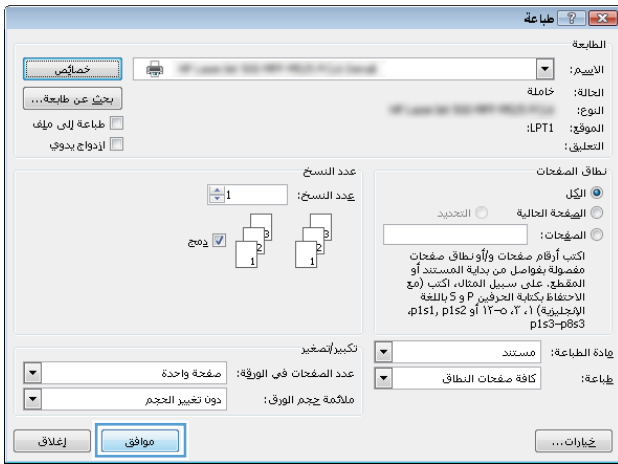 طباعة
الطابعة
الاسم:
خصائص
الحالة: خاملة
بحث عن طابعة...
النوع:
الموقع: LPT1:
طباعة إلى ملف
التعليق:
ازدواج يدوي
نطاق الصفحات
عدد النسخ
الكل
عدد النسخ: 1
الصفحة الحالية
التحديد
الصفحات:
دمج
اكتب أرقام صفحات و/أو نطاق صفحات
مفصولة بفواصل من بداية المستند أو
المقطع. على سبيل المثال، اكتب (مع
الاحتفاظ بكتابة الحرفين P و S باللغة
الإنجليزية) ١، ٣، ٥–١٢ أو p1s1, p1s2،
p1s3–p8s3
مادة الطباعة: مستند
طباعة: كافة صفحات النطاق
تكبير/تصغير
عدد الصفحات في الورقة: صفحة واحدة
ملائمة حجم الورق: دون تغيير الحجم
خيارات...
موافق
إغلاق